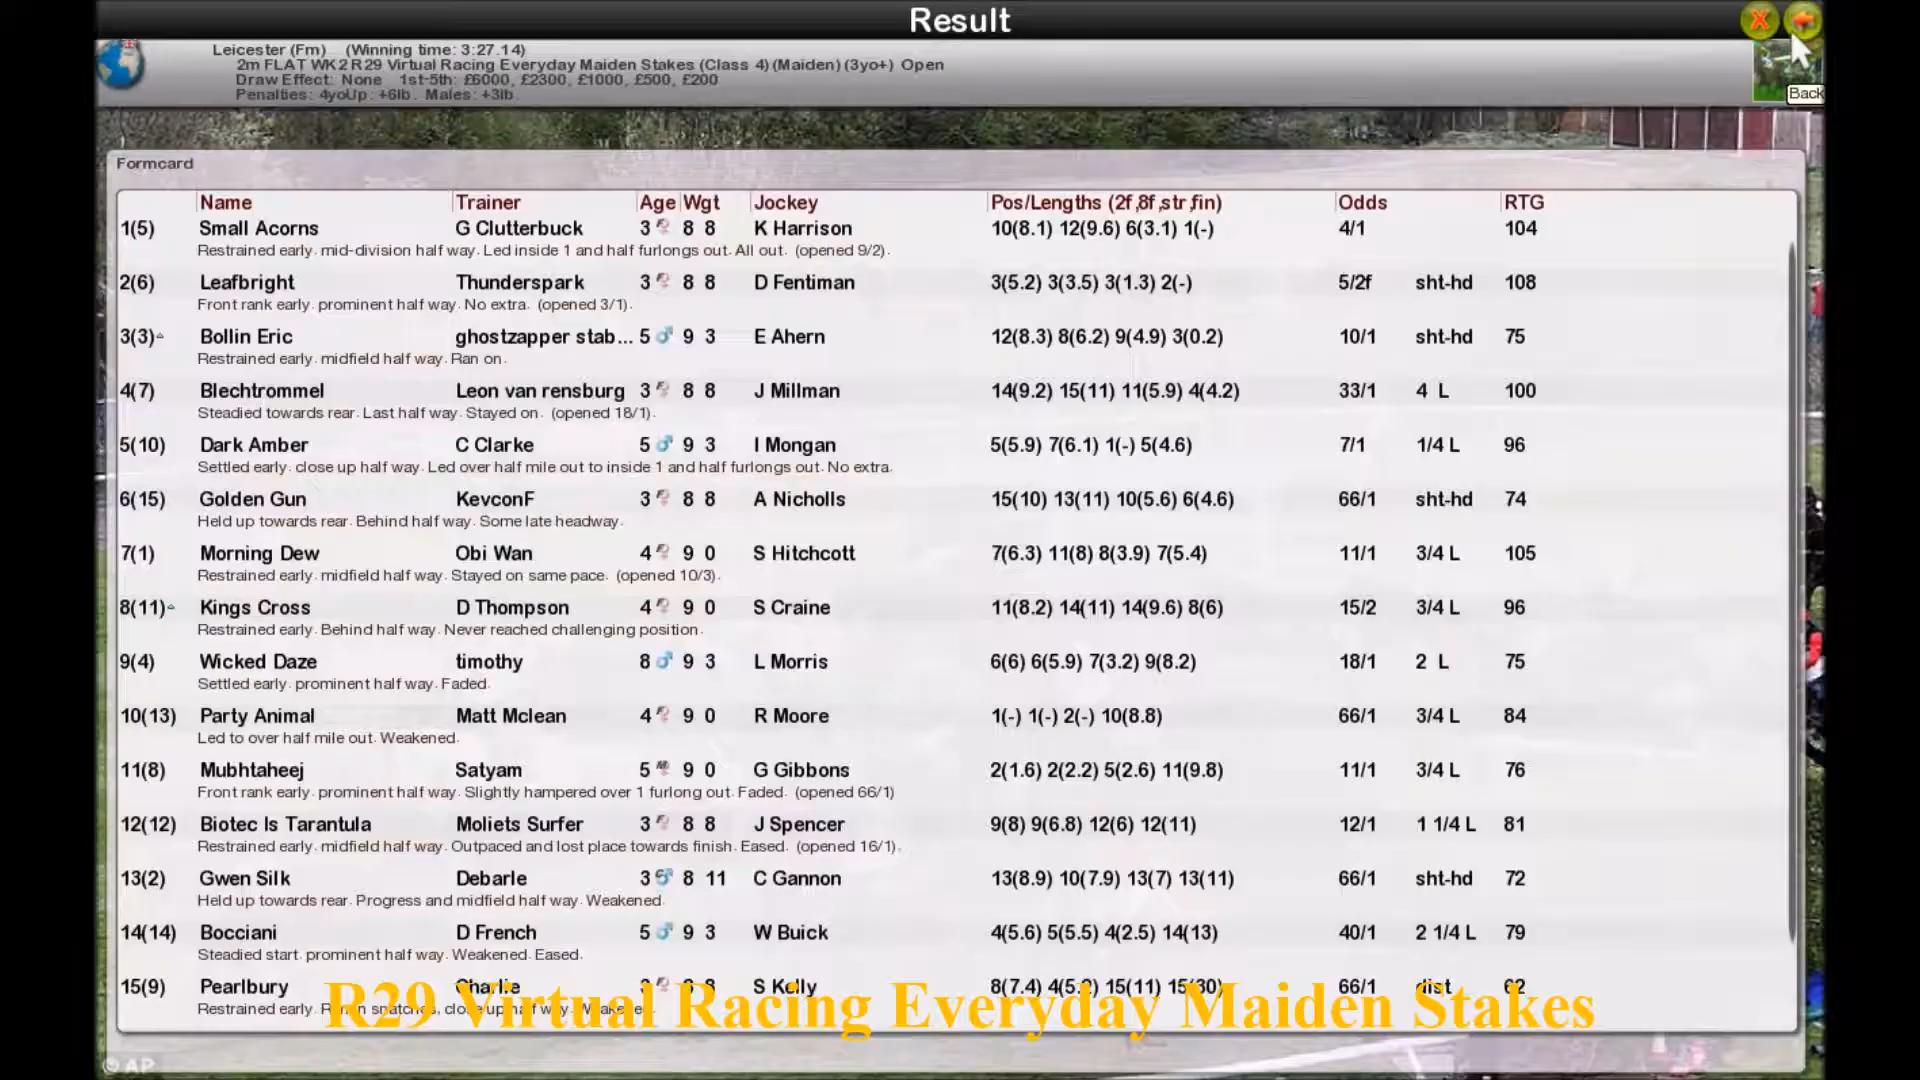 Result
Leicester (Fm) (Winning time: 3:27.14)
2m FLAT WK2 R29 Virtual Racing Everyday Maiden Stakes (Class 4) (Maiden) (3yo+) Open
Draw Effect: None 1st-5th: £6000, £2300, £1000, £500, £200
Penalties: 4yoUp: +6lb. Males: +3lb.
Back
Formcard
Name Trainer Age Wgt Jockey Pos/Lengths (2f,8f,str,fin) Odds RTG
1(5) Small Acorns G Clutterbuck 3 8 8 K Harrison 10(8.1) 12(9.6) 6(3.1) 1(-) 4/1 104
Restrained early. mid-division half way. Led inside 1 and half furlongs out. All out. (opened 9/2).
2(6) Leafbright Thunderspark 3 8 8 D Fentiman 3(5.2) 3(3.5) 3(1.3) 2(-) 5/2f sht-hd 108
Front rank early. prominent half way. No extra. (opened 3/1).
3(3) Bollin Eric ghostzapper stab... 5 9 3 E Ahern 12(8.3) 8(6.2) 9(4.9) 3(0.2) 10/1 sht-hd 75
Restrained early. midfield half way. Ran on.
4(7) Blechtrommel Leon van rensburg 3 8 8 J Millman 14(9.2) 15(11) 11(5.9) 4(4.2) 33/1 4 L 100
Steadied towards rear. Last half way. Stayed on. (opened 18/1).
5(10) Dark Amber C Clarke 5 9 3 I Mongan 5(5.9) 7(6.1) 1(-) 5(4.6) 7/1 1/4 L 96
Settled early. close up half way. Led over half mile out to inside 1 and half furlongs out. No extra.
6(15) Golden Gun KevconF 3 8 8 A Nicholls 15(10) 13(11) 10(5.6) 6(4.6) 66/1 sht-hd 74
Held up towards rear. Behind half way. Some late headway.
7(1) Morning Dew Obi Wan 4 9 0 S Hitchcott 7(6.3) 11(8) 8(3.9) 7(5.4) 11/1 3/4 L 105
Restrained early. midfield half way. Stayed on same pace. (opened 10/3).
8(11) Kings Cross D Thompson 4 9 0 S Craine 11(8.2) 14(11) 14(9.6) 8(6) 15/2 3/4 L 96
Restrained early. Behind half way. Never reached challenging position.
9(4) Wicked Daze timothy 8 9 3 L Morris 6(6) 6(5.9) 7(3.2) 9(8.2) 18/1 2 L 75
Settled early. prominent half way. Faded.
10(13) Party Animal Matt Mclean 4 9 0 R Moore 1(-) 1(-) 2(-) 10(8.8) 66/1 3/4 L 84
Led to over half mile out. Weakened.
11(8) Mubhtaheej Satyam 5 9 0 G Gibbons 2(1.6) 2(2.2) 5(2.6) 11(9.8) 11/1 3/4 L 76
Front rank early. prominent half way. Slightly hampered over 1 furlong out. Faded. (opened 66/1)
12(12) Biotec Is Tarantula Moliets Surfer 3 8 8 J Spencer 9(8) 9(6.8) 12(6) 12(11) 12/1 1 1/4 L 81
Restrained early. midfield half way. Outpaced and lost place towards finish. Eased. (opened 16/1).
13(2) Gwen Silk Debarle 3 8 11 C Gannon 13(8.9) 10(7.9) 13(7) 13(11) 66/1 sht-hd 72
Held up towards rear. Progress and midfield half way. Weakened.
14(14) Bocciani D French 5 9 3 W Buick 4(5.6) 5(5.5) 4(2.5) 14(13) 40/1 2 1/4 L 79
Steadied start. prominent half way. Weakened. Eased.
15(9) Pearlbury Charlie 8 S Kelly 8(7.4) 15(11) 15(30) 66/1 dist
Restrained early. snatches, close up half way.
R29 Virtual Racing Everyday Maiden Stakes
© AP